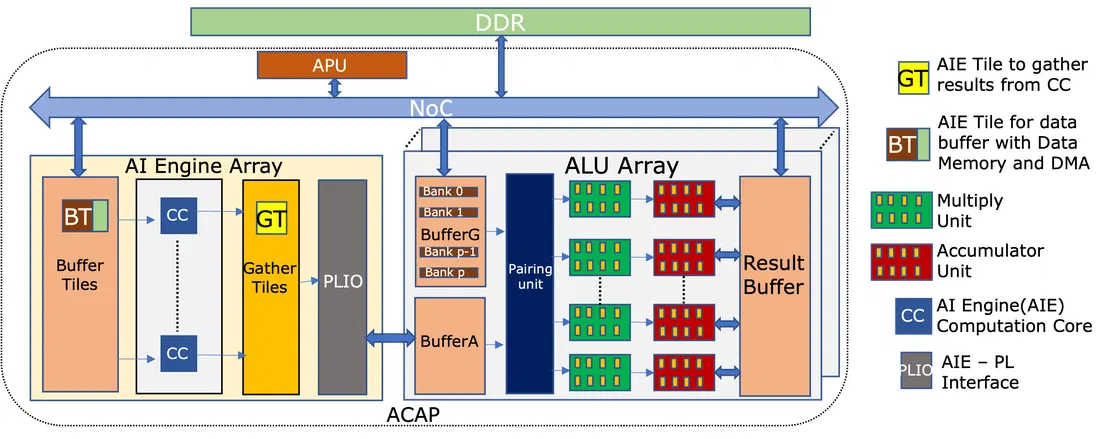 DDR
APU
NoC
AI Engine Array
BT
Buffer
Tiles
CC
CC
GT
Gather
Tiles
PLIO
ALU Array
Bank 0
Bank 1
BufferG
Bank p-1
Bank p
BufferA
Pairing
unit
Result
Buffer
ACAP
GT
AIE Tile to gather
results from CC
BT
AIE Tile for data
buffer with Data
Memory and DMA
Multiply
Unit
Accumulator
Unit
CC
AI Engine(AIE)
Computation Core
PLIO
AIE – PL
Interface